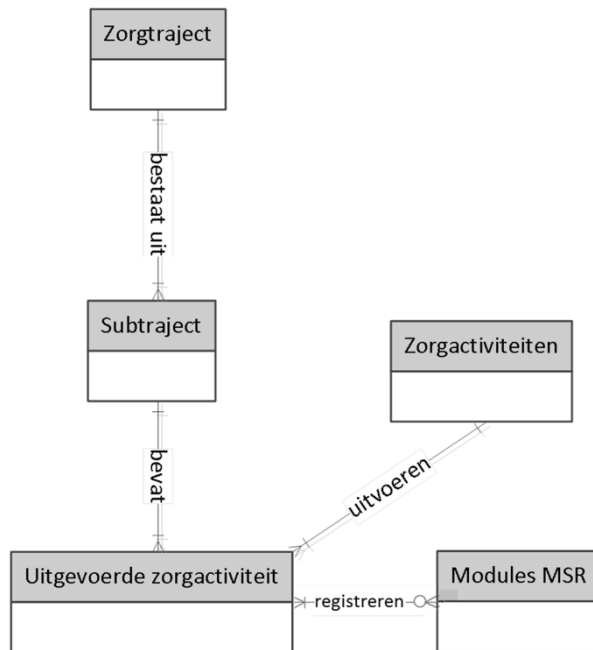 Zorgtraject
bestaat uit
Subtraject
Zorgactiviteiten
bevat
uitvoeren
Uitgevoerde zorgactiviteit
registreren
Modules MSR